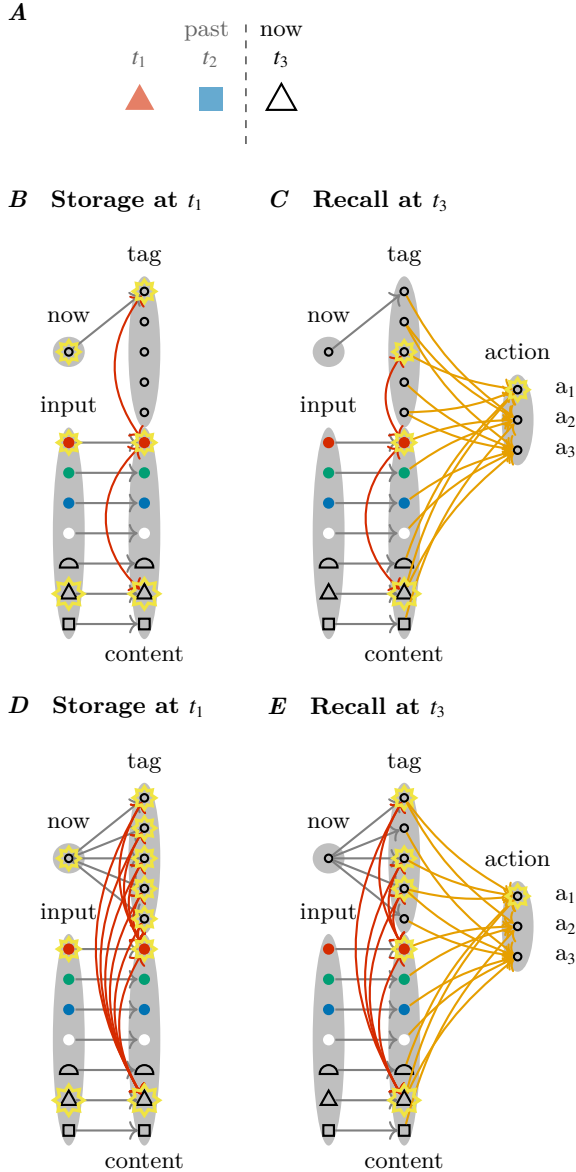 A
past now
t₁ t₂ t₃
B Storage at t₁
C Recall at t₃
tag
now
input
content
tag
now
input
action
a₁
a₂
a₃
content
D Storage at t₁
E Recall at t₃
tag
now
input
content
tag
now
input
action
a₁
a₂
a₃
content